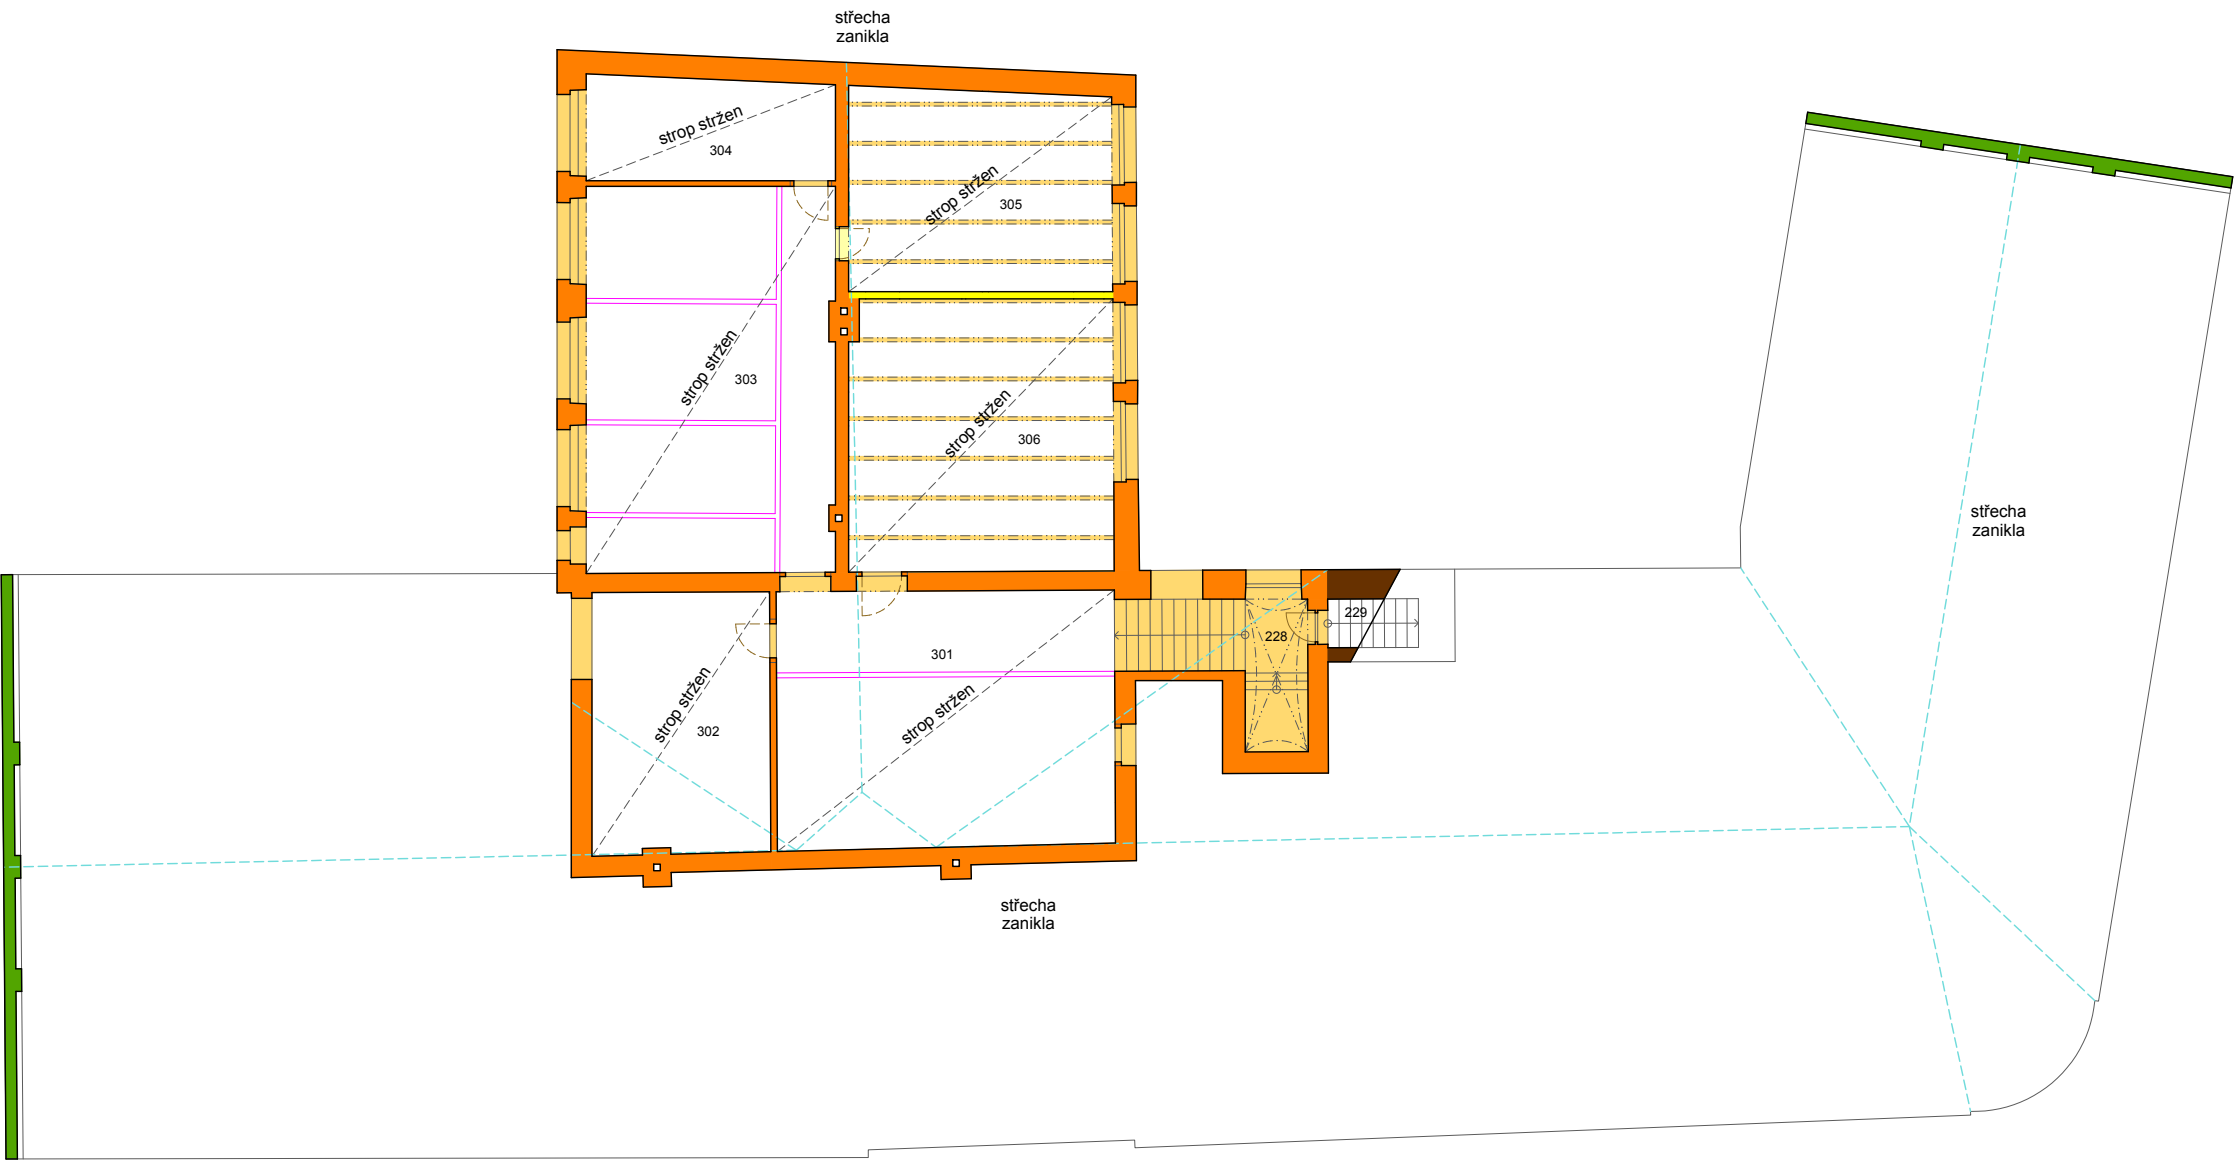 střecha
zanikla
strop stržen
304
strop stržen
305
strop stržen
303
strop stržen
306
střecha
zanikla
229
228
301
strop stržen
302
strop stržen
střecha
zanikla